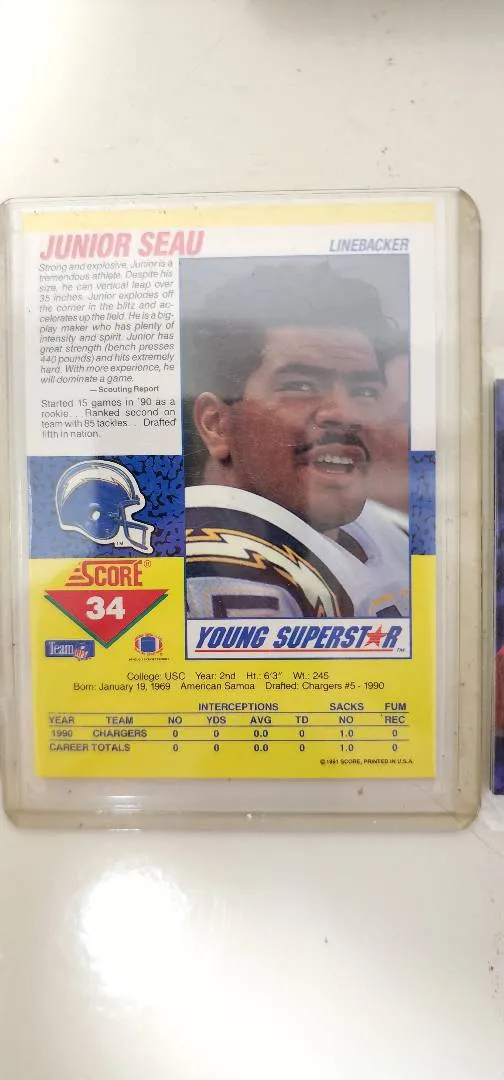 JUNIOR SEAU
LINEBACKER
Strong and explosive, Junior is a
tremendous athlete. Despite his
size, he can vertical leap over
35 inches. Junior explodes off
the corner in the blitz and ac-
celerates up the field. He is a big-
play maker who has plenty of
intensity and spirit. Junior has
great strength (bench presses
440 pounds) and hits extremely
hard. With more experience, he
will dominate a game.
— Scouting Report
Started 15 games in '90 as a
rookie... Ranked second on
team with 85 tackles... Drafted
fifth in nation.
SCORE®
34
Team NFL
YOUNG SUPERSTAR™
College: USC Year: 2nd Ht.: 6'3" Wt.: 245
Born: January 19, 1969 American Samoa Drafted: Chargers #5 - 1990
INTERCEPTIONS SACKS FUM
YEAR TEAM NO YDS AVG TD NO REC
1990 CHARGERS 0 0 0.0 0 1.0 0
CAREER TOTALS 0 0 0.0 0 1.0 0
© 1991 SCORE, PRINTED IN U.S.A.